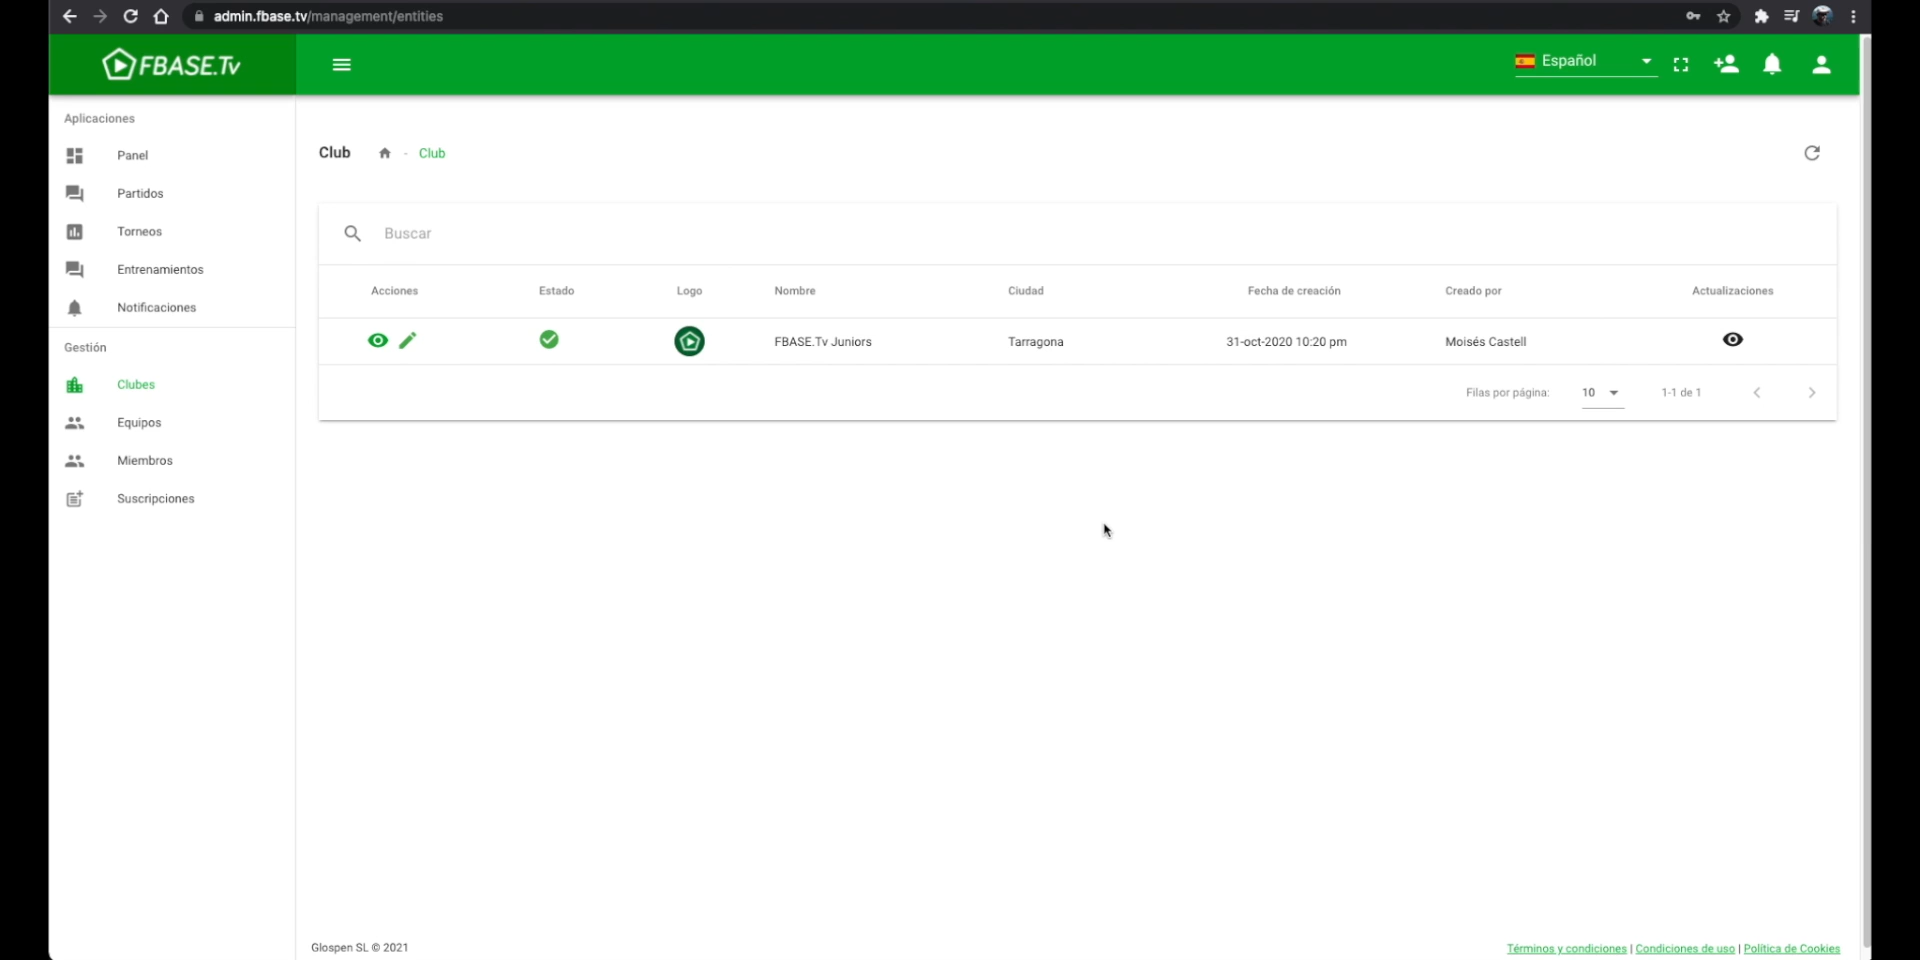 admin.fbase.tv/management/entities
FBASE.Tv
Español
Aplicaciones
Panel
Partidos
Torneos
Entrenamientos
Notificaciones
Gestión
Clubes
Equipos
Miembros
Suscripciones
Club - Club
Buscar
Acciones Estado Logo Nombre Ciudad Fecha de creación Creado por Actualizaciones
FBASE.Tv Juniors Tarragona 31-oct-2020 10:20 pm Moisés Castell
Filas por página: 10 1-1 de 1
Glospen SL © 2021
Términos y condiciones | Condiciones de uso | Política de Cookies